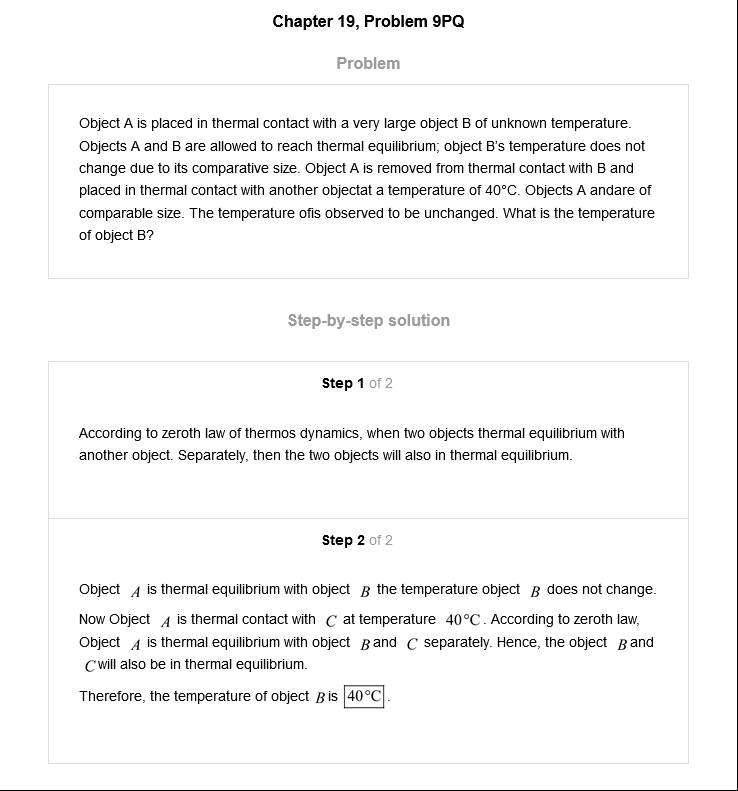 Chapter 19, Problem 9PQ
Problem
Object A is placed in thermal contact with a very large object B of unknown temperature.
Objects A and B are allowed to reach thermal equilibrium; object B's temperature does not
change due to its comparative size. Object A is removed from thermal contact with B and
placed in thermal contact with another objectat a temperature of 40°C. Objects A andare of
comparable size. The temperature ofis observed to be unchanged. What is the temperature
of object B?
Step-by-step solution
Step 1 of 2
According to zeroth law of thermos dynamics, when two objects thermal equilibrium with
another object. Separately, then the two objects will also in thermal equilibrium.
Step 2 of 2
Object A is thermal equilibrium with object B the temperature object B does not change.
Now Object A is thermal contact with C at temperature 40°C. According to zeroth law,
Object A is thermal equilibrium with object B and C separately. Hence, the object B and
C will also be in thermal equilibrium.
Therefore, the temperature of object B is 40°C.